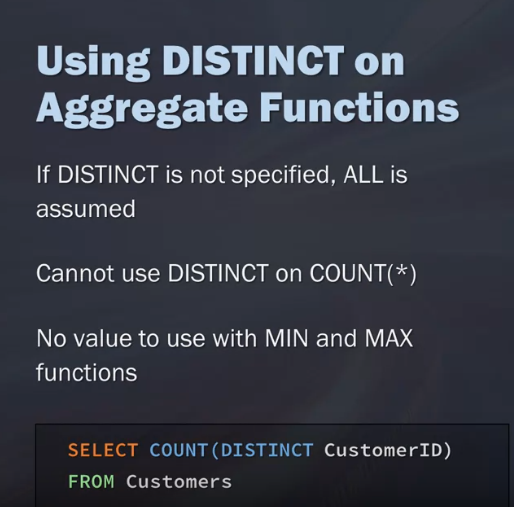 Using DISTINCT on
Aggregate Functions
If DISTINCT is not specified, ALL is
assumed
Cannot use DISTINCT on COUNT(*)
No value to use with MIN and MAX
functions
SELECT COUNT(DISTINCT CustomerID)
FROM Customers